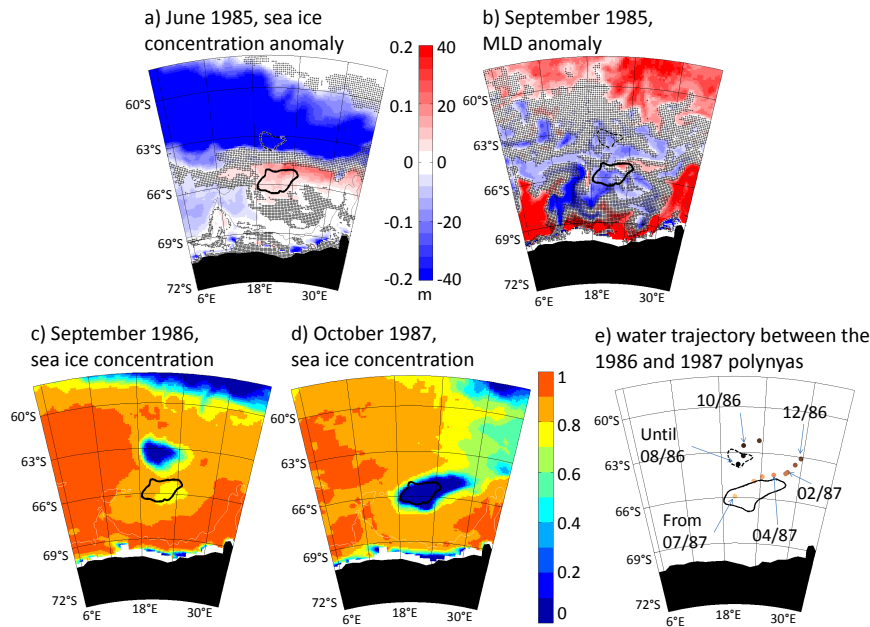 a) June 1985, sea ice
concentration anomaly
b) September 1985,
MLD anomaly
0.2 40
0.1 20
0 0
-0.1 -20
-0.2 -40
m
60°S
63°S
66°S
69°S
72°S
6°E
18°E
30°E
60°S
63°S
66°S
69°S
72°S
6°E
18°E
30°E
c) September 1986,
sea ice concentration
d) October 1987,
sea ice concentration
e) water trajectory between the
1986 and 1987 polynyas
60°S
63°S
66°S
69°S
72°S
6°E
18°E
30°E
60°S
63°S
66°S
69°S
72°S
6°E
18°E
30°E
1
0.8
0.6
0.4
0.2
0
60°S
63°S
66°S
69°S
72°S
6°E
18°E
30°E
10/86
12/86
Until
08/86
02/87
From
07/87
04/87